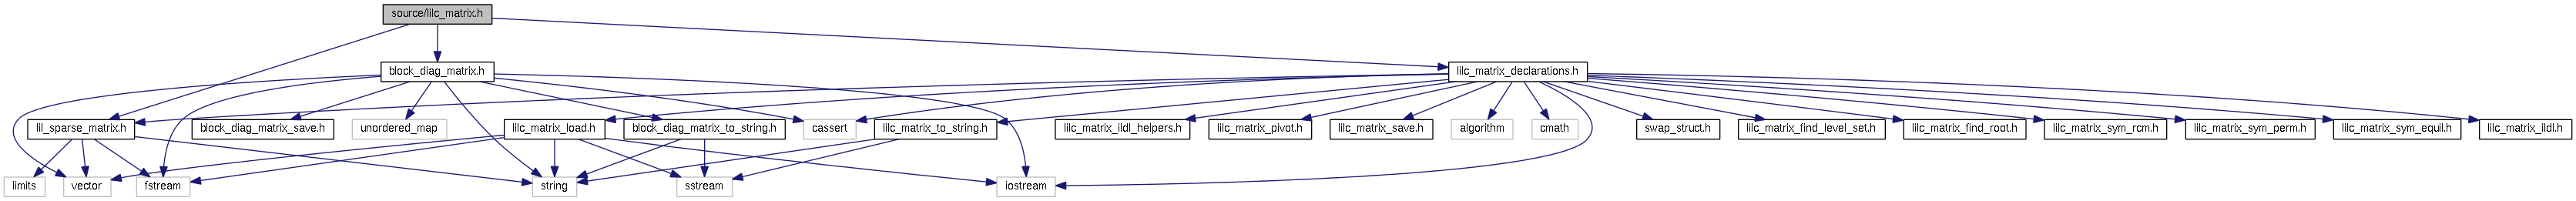 source/lilc_matrix.h
block_diag_matrix.h
lilc_matrix_declarations.h
lil_sparse_matrix.h
block_diag_matrix_save.h
unordered_map
lilc_matrix_load.h
block_diag_matrix_to_string.h
cassert
lilc_matrix_to_string.h
lilc_matrix_ildl_helpers.h
lilc_matrix_pivot.h
lilc_matrix_save.h
algorithm
cmath
swap_struct.h
lilc_matrix_find_level_set.h
lilc_matrix_find_root.h
lilc_matrix_sym_rcm.h
lilc_matrix_sym_perm.h
lilc_matrix_sym_equil.h
lilc_matrix_ildl.h
limits
vector
fstream
string
sstream
iostream